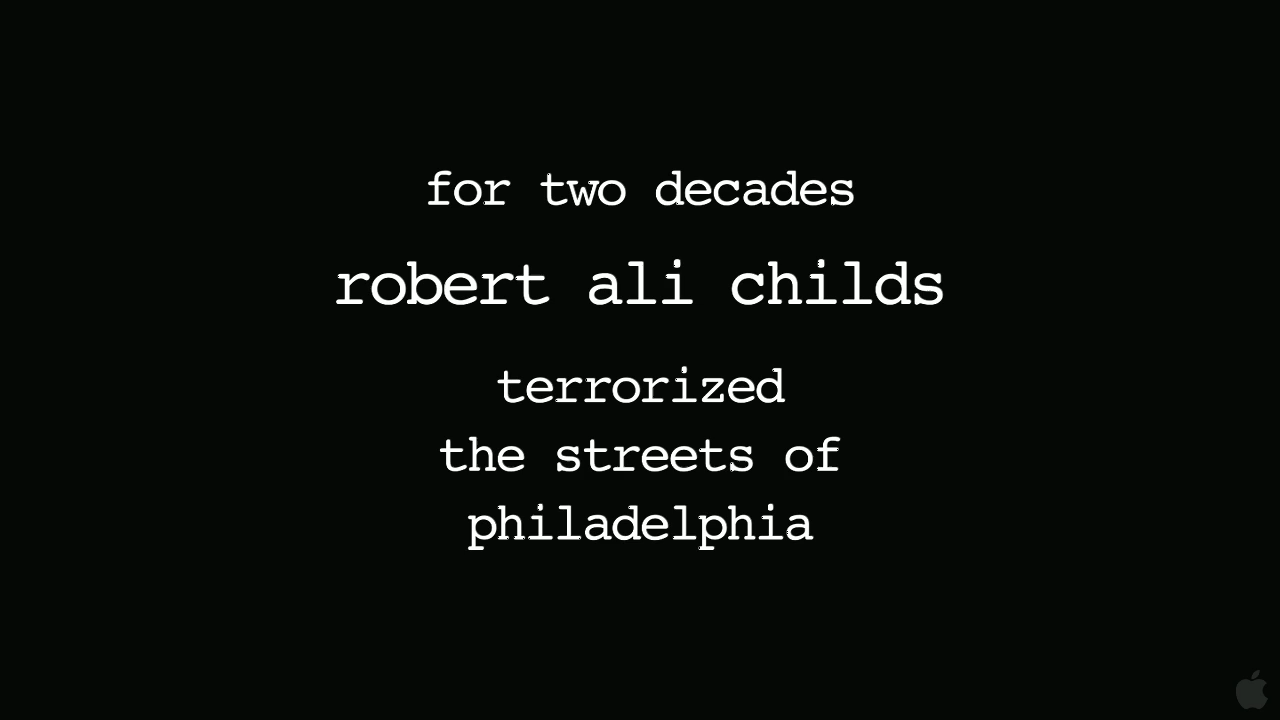 for two decades
robert ali childs
terrorized
the streets of
philadelphia